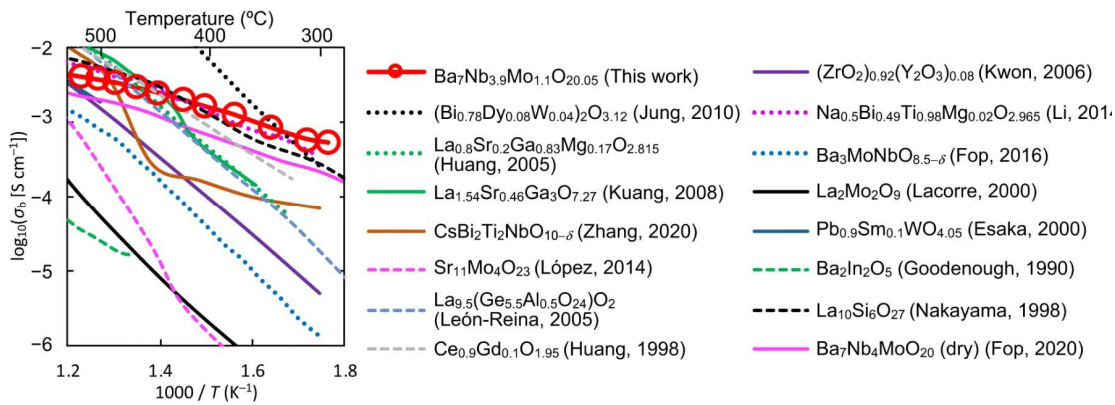 Temperature (ºC)
500 400 300
log₁₀(σb [S cm⁻¹])
−2
−3
−4
−5
−6
1.2 1.4 1.6 1.8
1000 / T (K⁻¹)
Ba₇Nb₃.₉Mo₁.₁O₂₀.₀₅ (This work)
(Bi₀.₇₈Dy₀.₀₈W₀.₀₄)₂O₃.₁₂ (Jung, 2010)
La₀.₈Sr₀.₂Ga₀.₈₃Mg₀.₁₇O₂.₈₁₅
(Huang, 2005)
La₁.₅₄Sr₀.₄₆Ga₃O₇.₂₇ (Kuang, 2008)
CsBi₂Ti₂NbO₁₀₋δ (Zhang, 2020)
Sr₁₁Mo₄O₂₃ (López, 2014)
La₉.₅(Ge₅.₅Al₀.₅O₂₄)O₂
(León-Reina, 2005)
Ce₀.₉Gd₀.₁O₁.₉₅ (Huang, 1998)
(ZrO₂)₀.₉₂(Y₂O₃)₀.₀₈ (Kwon, 2006)
Na₀.₅Bi₀.₄₉Ti₀.₉₈Mg₀.₀₂O₂.₉₆₅ (Li, 2014
Ba₃MoNbO₈.₅₋δ (Fop, 2016)
La₂Mo₂O₉ (Lacorre, 2000)
Pb₀.₉Sm₀.₁WO₄.₀₅ (Esaka, 2000)
Ba₂In₂O₅ (Goodenough, 1990)
La₁₀Si₆O₂₇ (Nakayama, 1998)
Ba₇Nb₄MoO₂₀ (dry) (Fop, 2020)